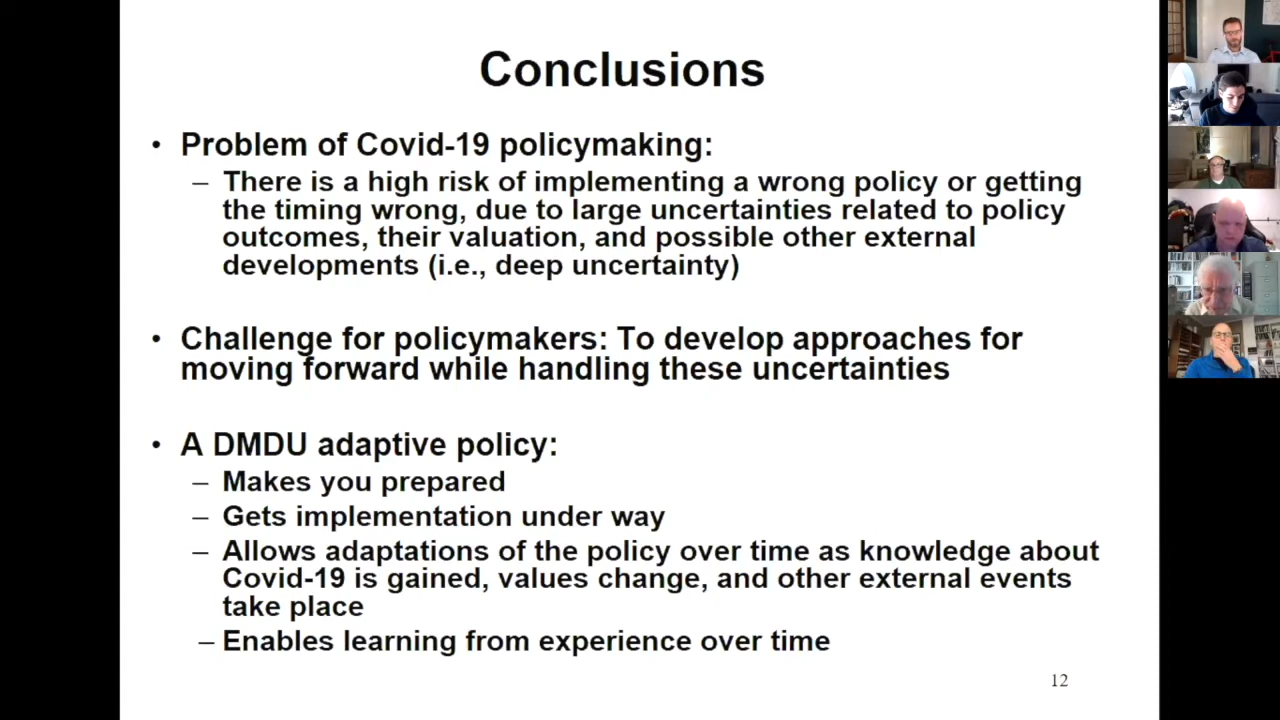 Conclusions
• Problem of Covid-19 policymaking:
– There is a high risk of implementing a wrong policy or getting
the timing wrong, due to large uncertainties related to policy
outcomes, their valuation, and possible other external
developments (i.e., deep uncertainty)
• Challenge for policymakers: To develop approaches for
moving forward while handling these uncertainties
• A DMDU adaptive policy:
– Makes you prepared
– Gets implementation under way
– Allows adaptations of the policy over time as knowledge about
Covid-19 is gained, values change, and other external events
take place
– Enables learning from experience over time
12